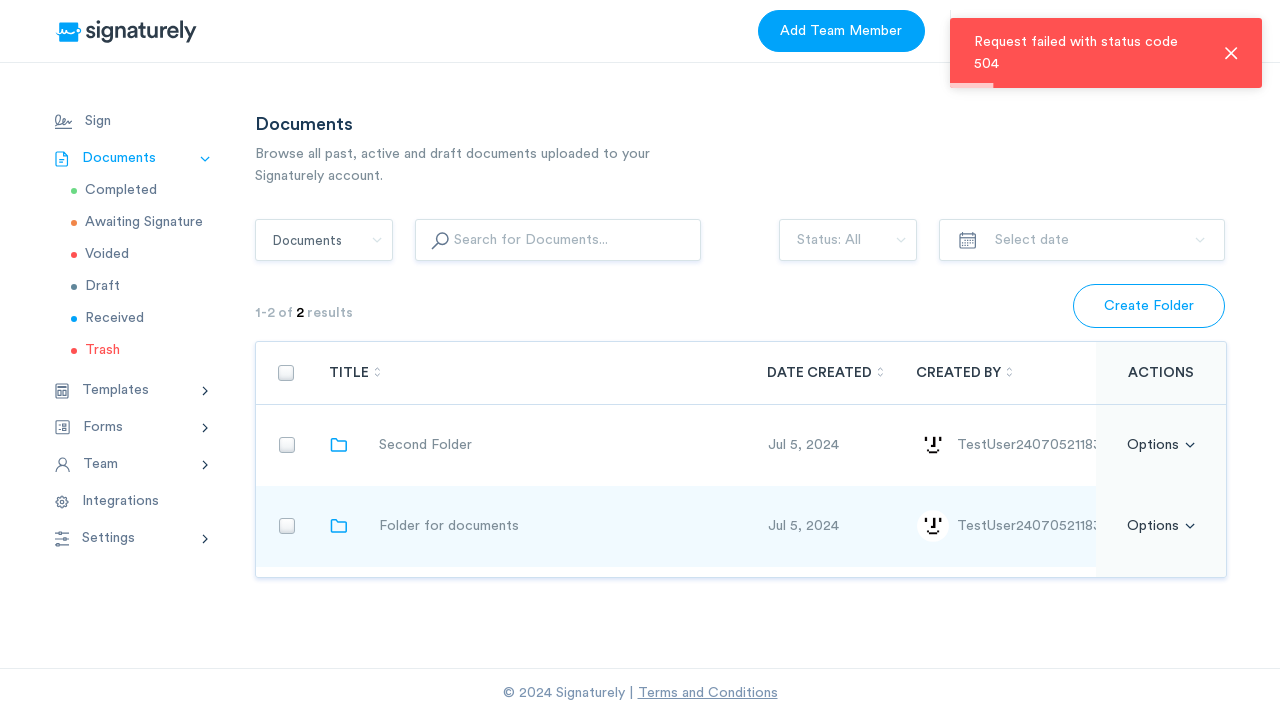 signaturely
Add Team Member
Request failed with status code
504
Sign
Documents
Completed
Awaiting Signature
Voided
Draft
Received
Trash
Templates
Forms
Team
Integrations
Settings
Documents
Browse all past, active and draft documents uploaded to your
Signaturely account.
Documents
Search for Documents...
Status: All
Select date
1-2 of 2 results
Create Folder
TITLE DATE CREATED CREATED BY ACTIONS
Second Folder Jul 5, 2024 TestUser2407052118 Options
Folder for documents Jul 5, 2024 TestUser2407052118 Options
© 2024 Signaturely | Terms and Conditions